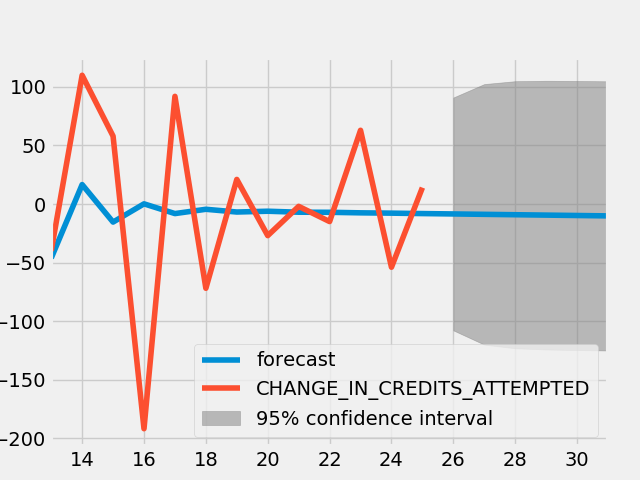 100
50
0
−50
−100
−150
−200
14 16 18 20 22 24 26 28 30
forecast
CHANGE_IN_CREDITS_ATTEMPTED
95% confidence interval